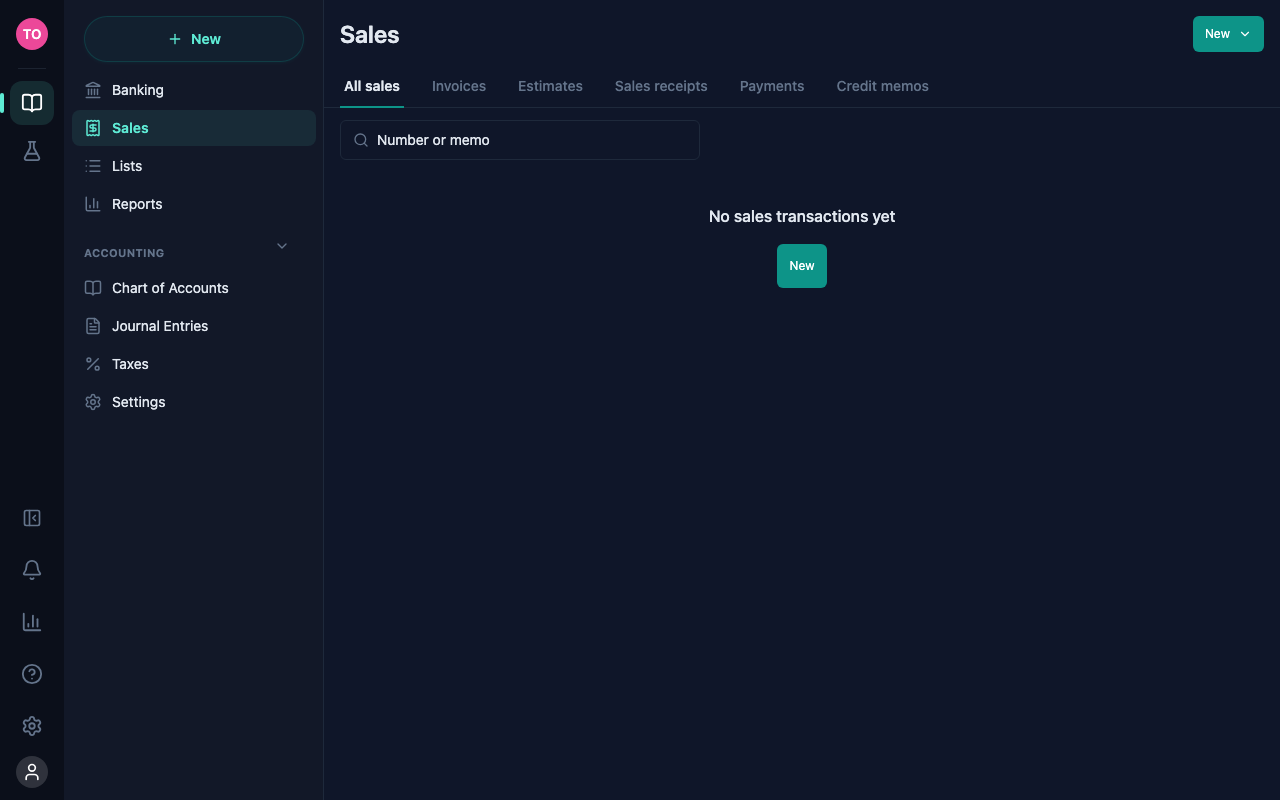 TO
New
Banking
Sales
Lists
Reports
ACCOUNTING
Chart of Accounts
Journal Entries
Taxes
Settings
Sales
New
All sales
Invoices
Estimates
Sales receipts
Payments
Credit memos
Number or memo
No sales transactions yet
New